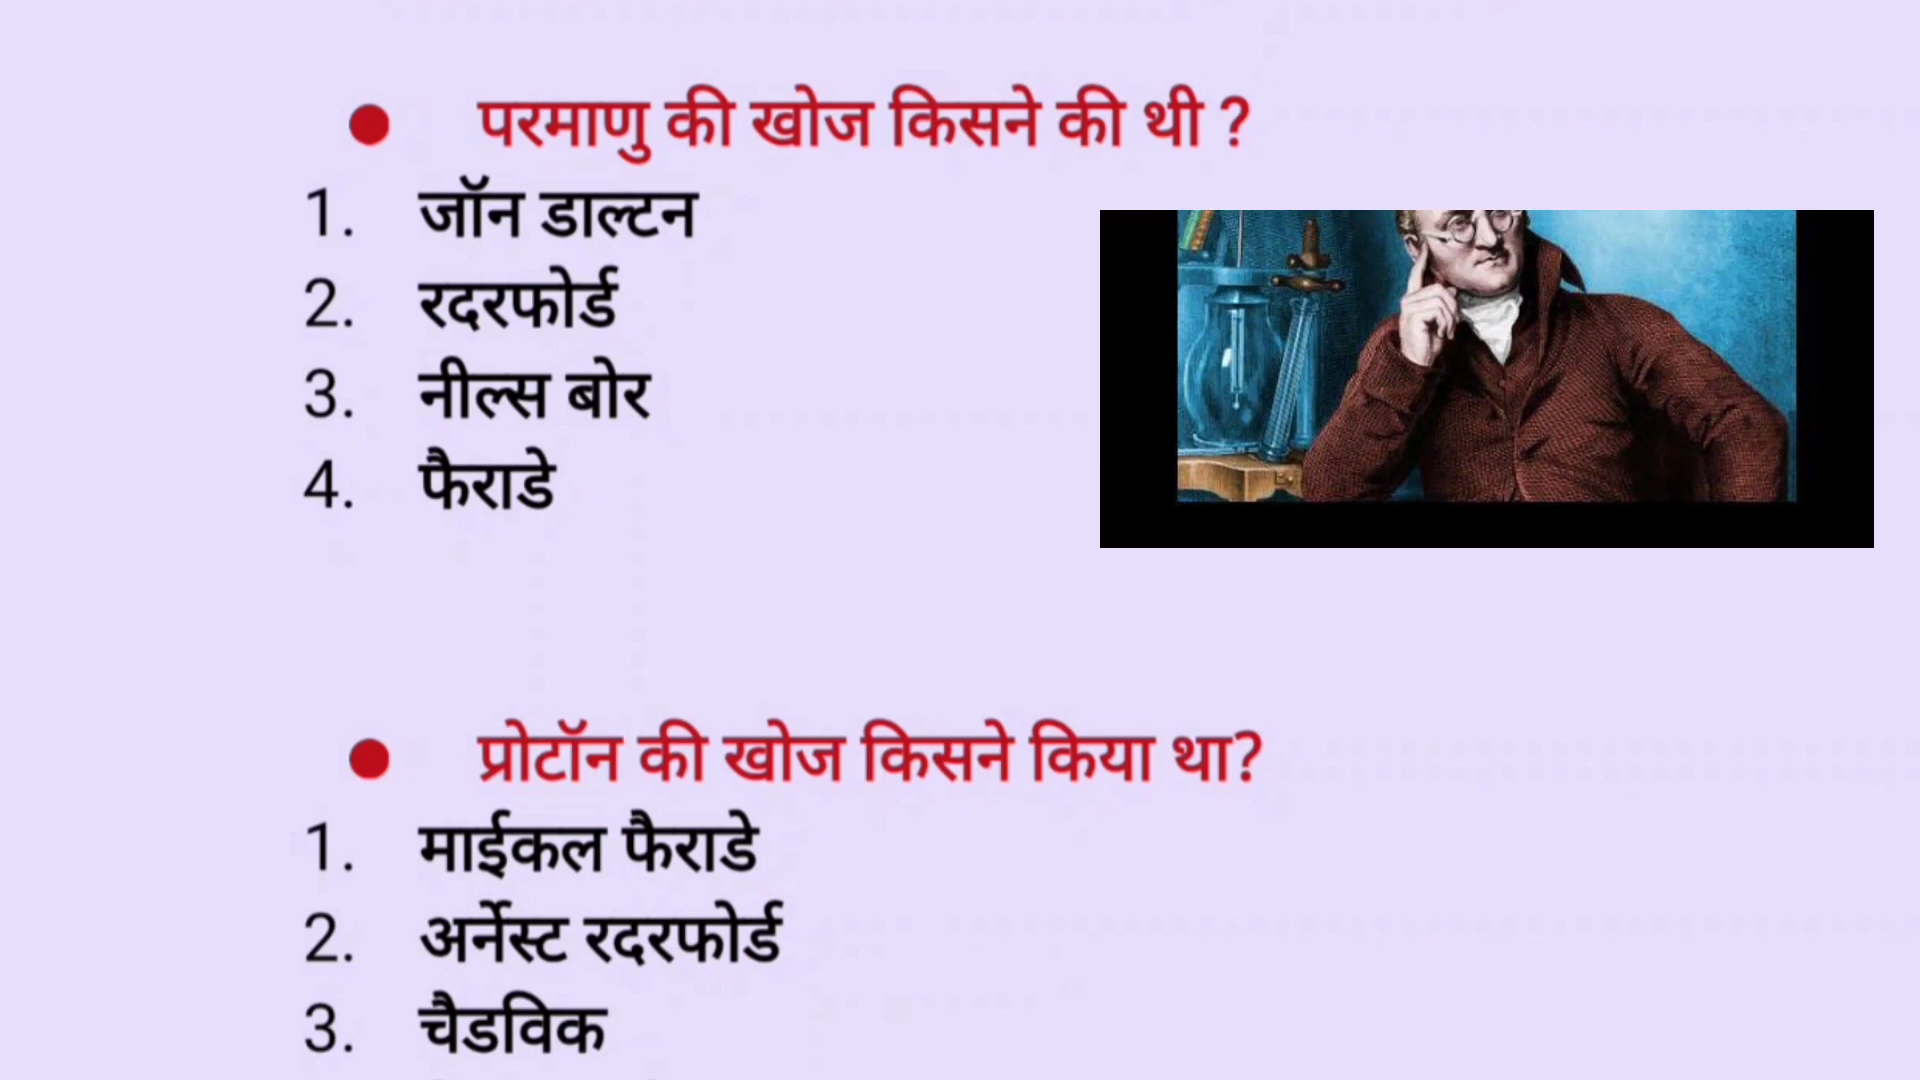 ● परमाणु की खोज किसने की थी ?
1. जॉन डाल्टन
2. रदरफोर्ड
3. नील्स बोर
4. फैराडे
● प्रोटॉन की खोज किसने किया था?
1. माईकल फैराडे
2. अर्नेस्ट रदरफोर्ड
3. चैडविक